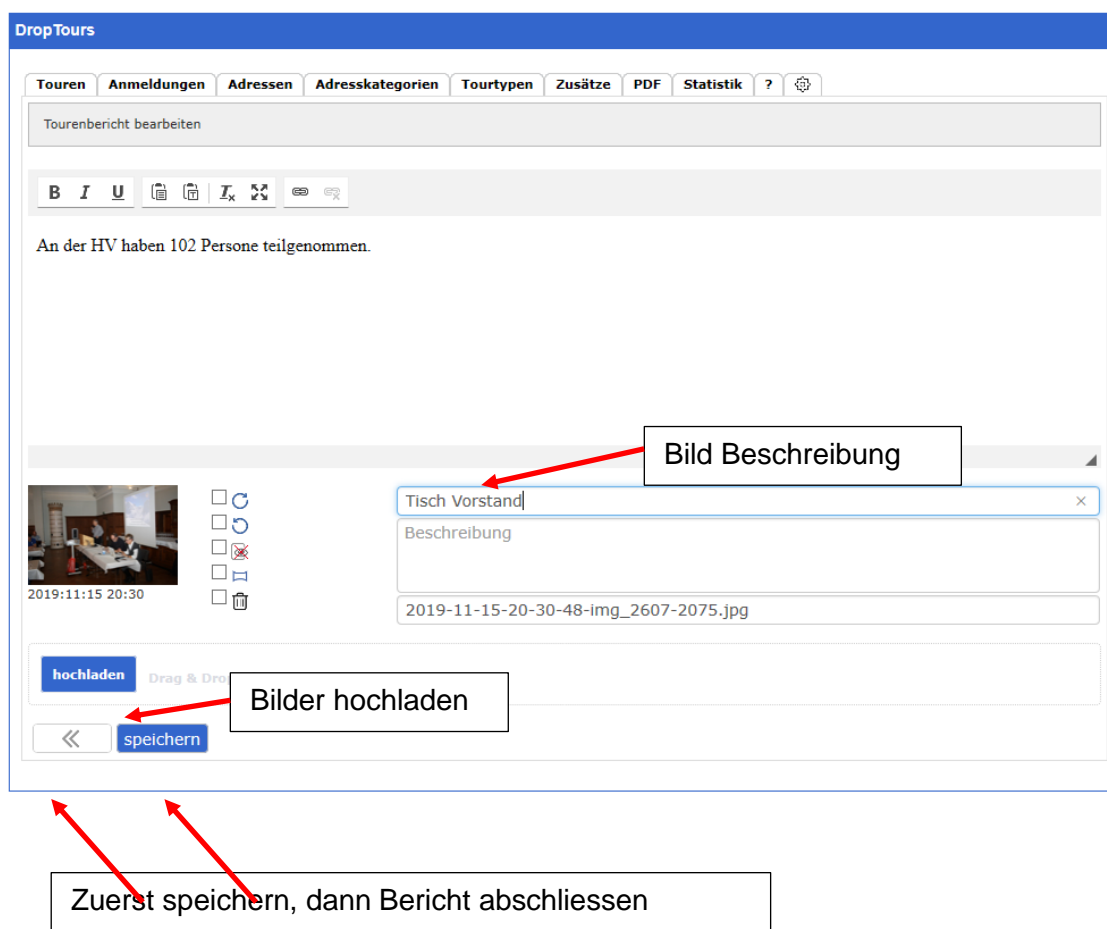 DropTours
Touren Anmeldungen Adressen Adresskategorien Tourtypen Zusätze PDF Statistik ?
Tourenbericht bearbeiten
B I U
An der HV haben 102 Persone teilgenommen.
Bild Beschreibung
Tisch Vorstand
Beschreibung
2019:11:15 20:30
2019-11-15-20-30-48-img_2607-2075.jpg
hochladen Drag &
Bilder hochladen
speichern
Zuerst speichern, dann Bericht abschliessen